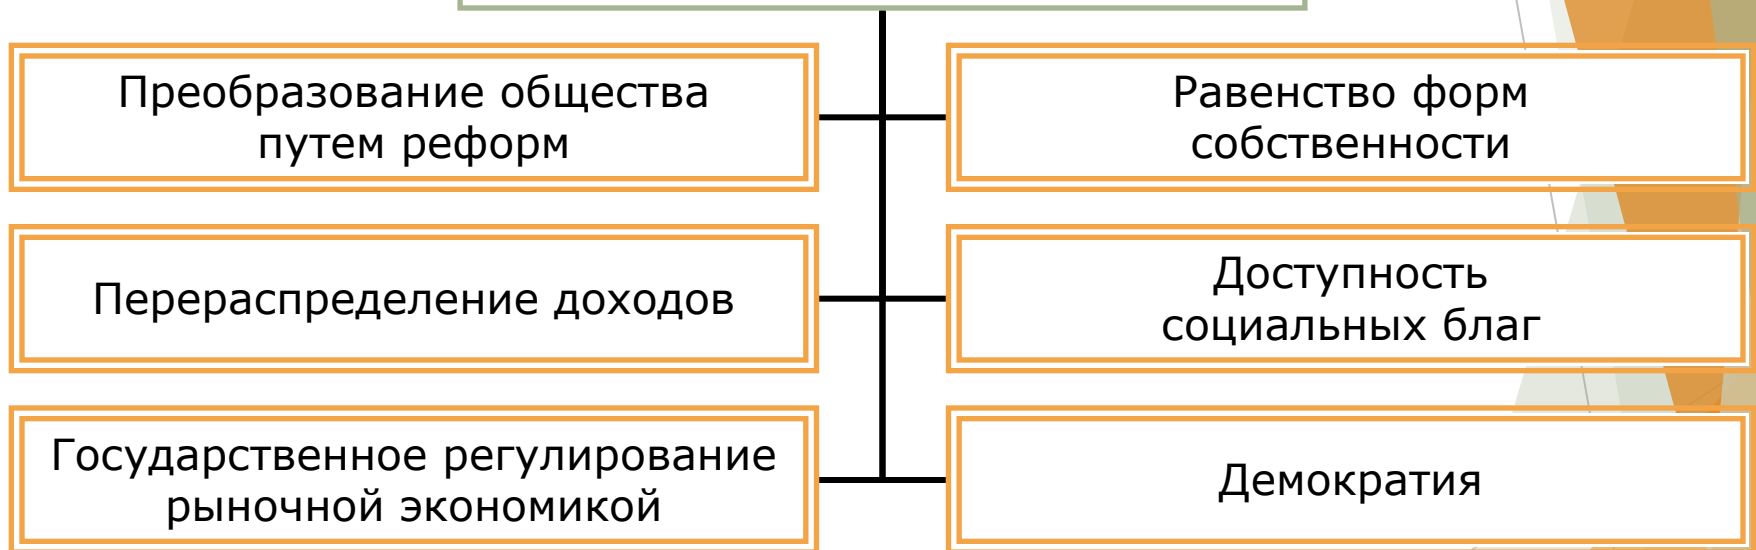 Преобразование общества
путем реформ
Равенство форм
собственности
Перераспределение доходов
Доступность
социальных благ
Государственное регулирование
рыночной экономикой
Демократия